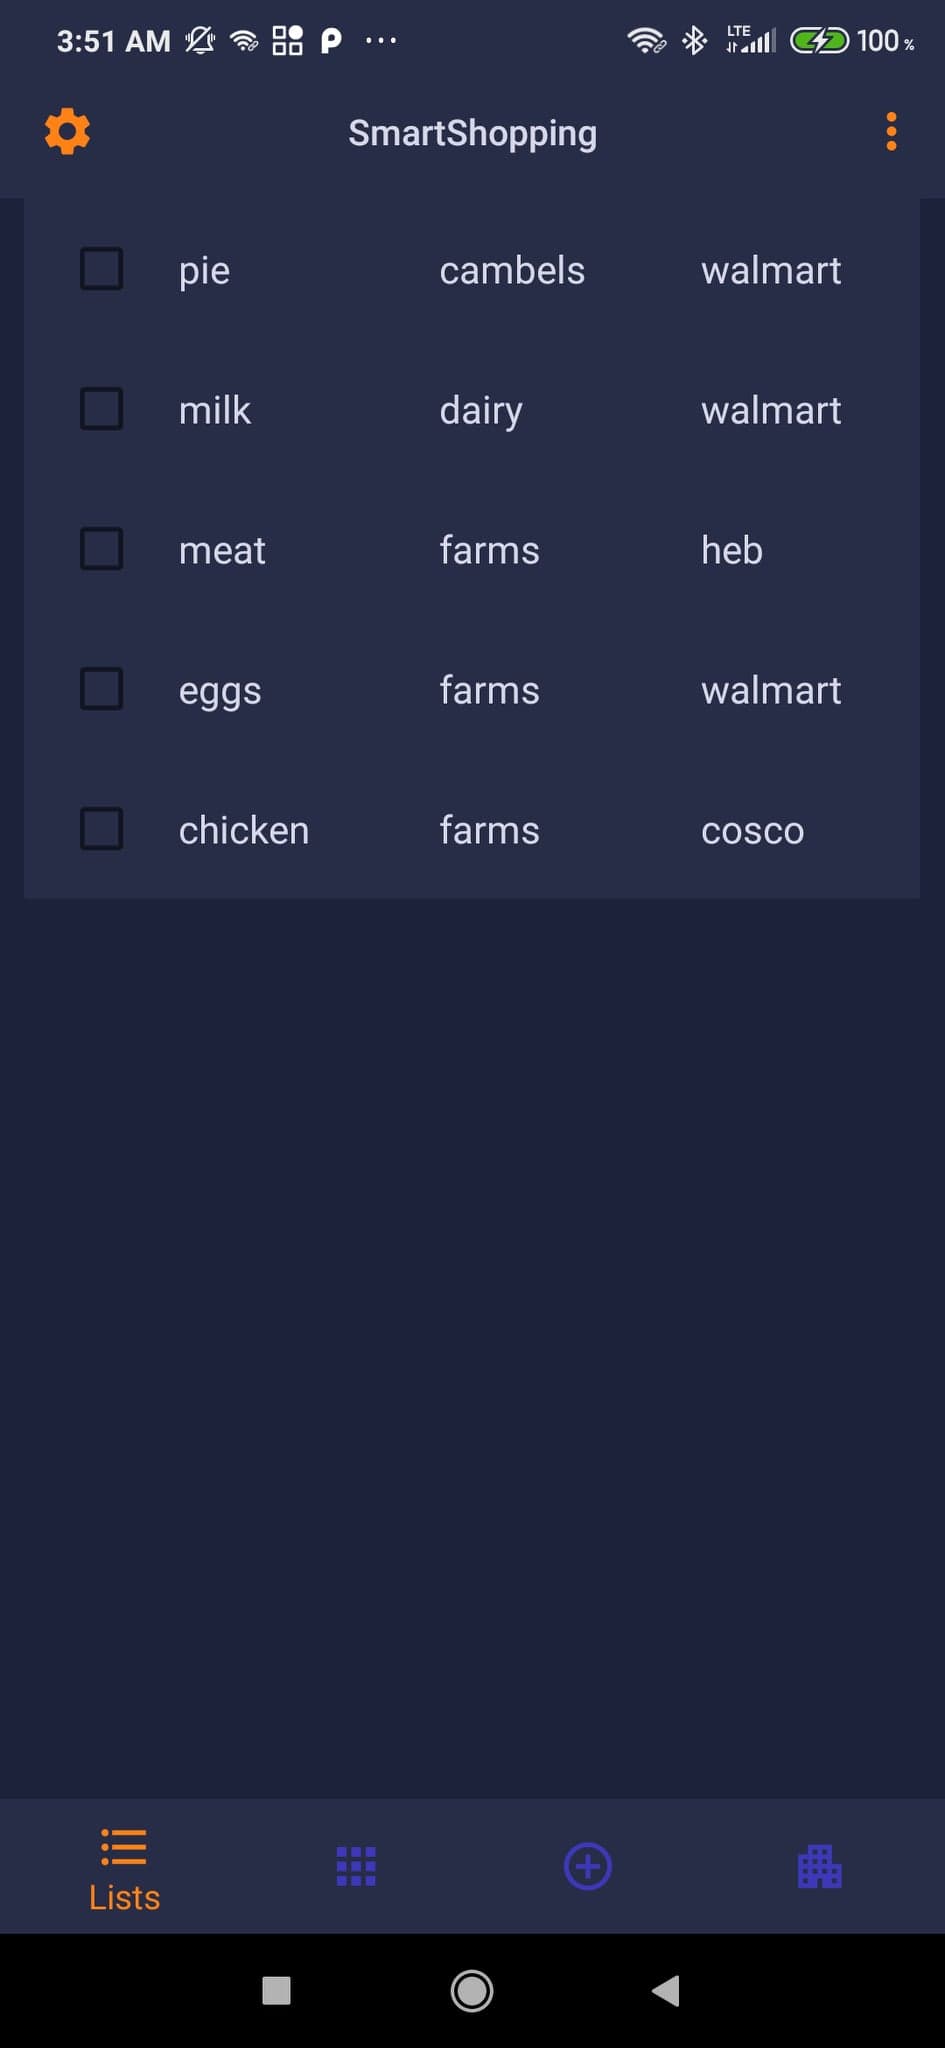 3:51 AM LTE 100 %
SmartShopping
pie cambels walmart
milk dairy walmart
meat farms heb
eggs farms walmart
chicken farms cosco
Lists